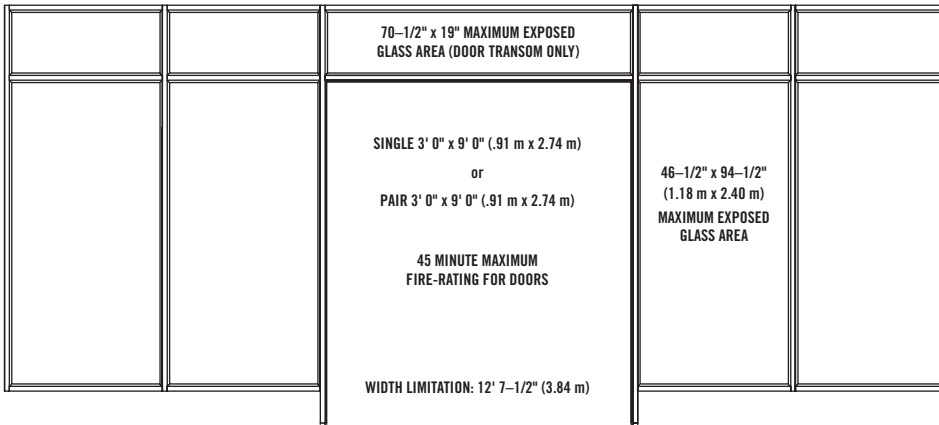 70–1/2" x 19" MAXIMUM EXPOSED
GLASS AREA (DOOR TRANSOM ONLY)
SINGLE 3' 0" x 9' 0" (.91 m x 2.74 m)
or
PAIR 3' 0" x 9' 0" (.91 m x 2.74 m)
45 MINUTE MAXIMUM
FIRE-RATING FOR DOORS
WIDTH LIMITATION: 12' 7–1/2" (3.84 m)
46–1/2" x 94–1/2"
(1.18 m x 2.40 m)
MAXIMUM EXPOSED
GLASS AREA